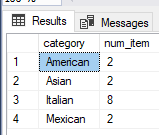 Results Messages
category num_item
1 American 2
2 Asian 2
3 Italian 8
4 Mexican 2